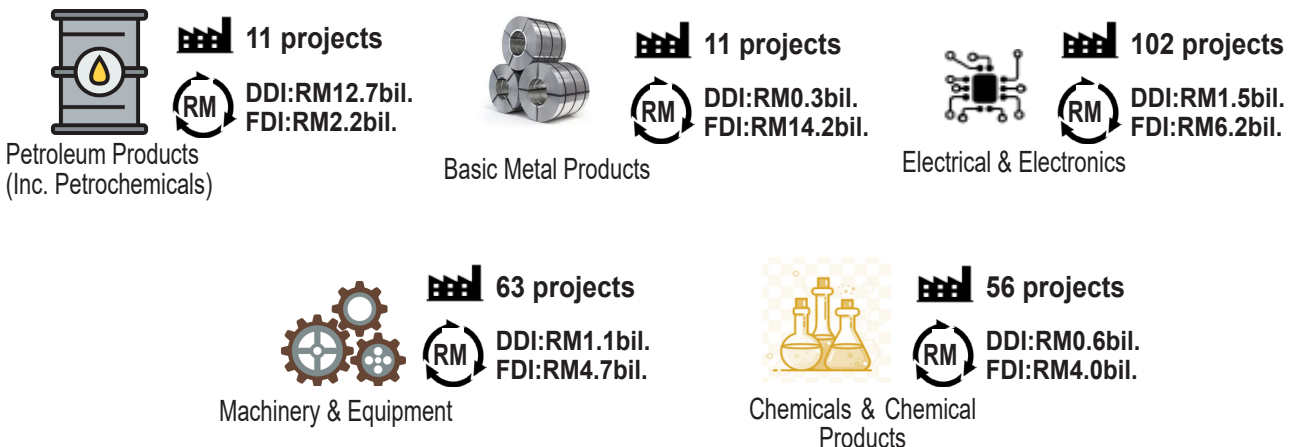 11 projects
RM
DDI:RM12.7bil.
FDI:RM2.2bil.
Petroleum Products
(Inc. Petrochemicals)
11 projects
RM
DDI:RM0.3bil.
FDI:RM14.2bil.
Basic Metal Products
102 projects
RM
DDI:RM1.5bil.
FDI:RM6.2bil.
Electrical & Electronics
63 projects
RM
DDI:RM1.1bil.
FDI:RM4.7bil.
Machinery & Equipment
56 projects
RM
DDI:RM0.6bil.
FDI:RM4.0bil.
Chemicals & Chemical
Products